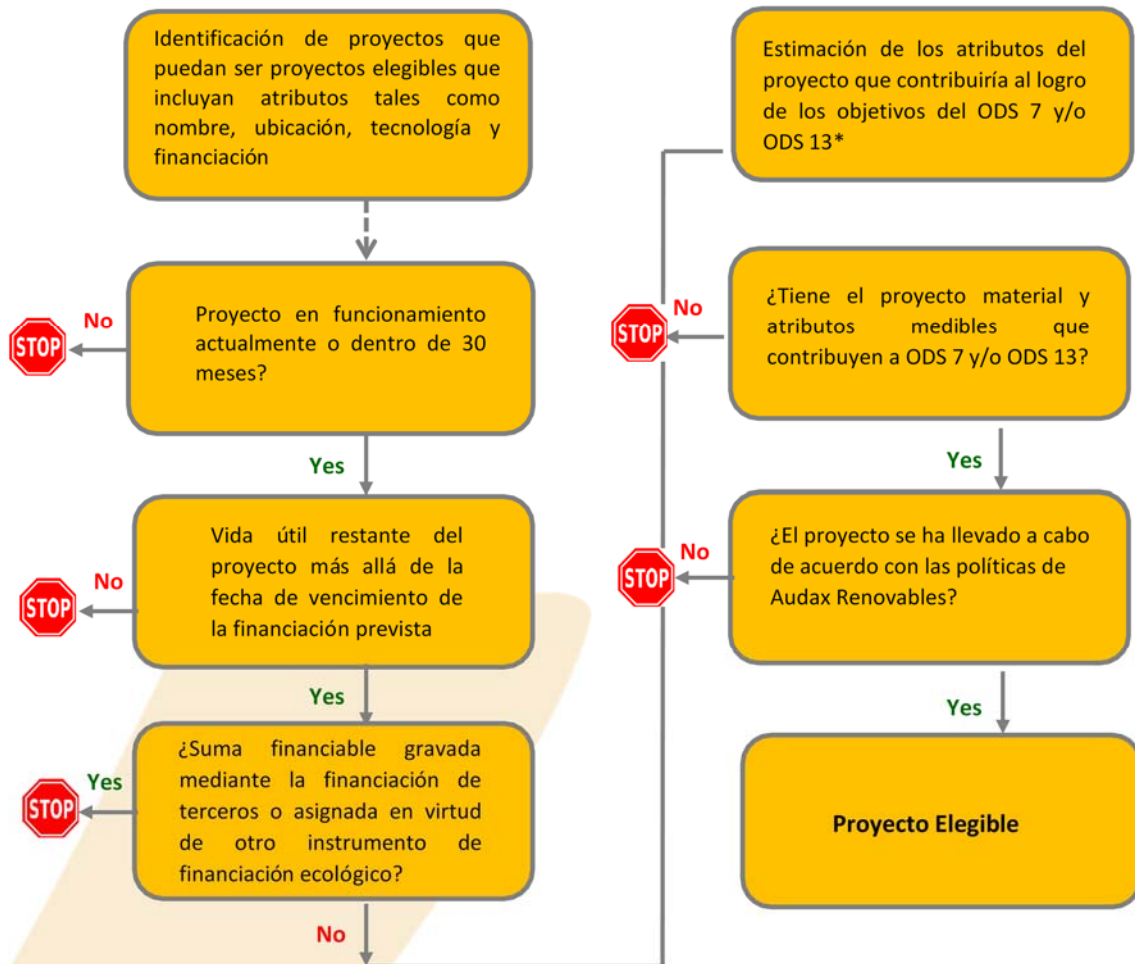 Identificación de proyectos que
puedan ser proyectos elegibles que
incluyan atributos tales como
nombre, ubicación, tecnología y
financiación
Proyecto en funcionamiento
actualmente o dentro de 30
meses?
No
STOP
Yes
Vida útil restante del
proyecto más allá de la
fecha de vencimiento de
la financiación prevista
No
STOP
Yes
¿Suma financiable gravada
mediante la financiación de
terceros o asignada en virtud
de otro instrumento de
financiación ecológico?
Yes
STOP
No
Estimación de los atributos del
proyecto que contribuiría al logro
de los objetivos del ODS 7 y/o
ODS 13*
¿Tiene el proyecto material y
atributos medibles que
contribuyen a ODS 7 y/o ODS 13?
No
STOP
Yes
¿El proyecto se ha llevado a cabo
de acuerdo con las políticas de
Audax Renovables?
No
STOP
Yes
Proyecto Elegible